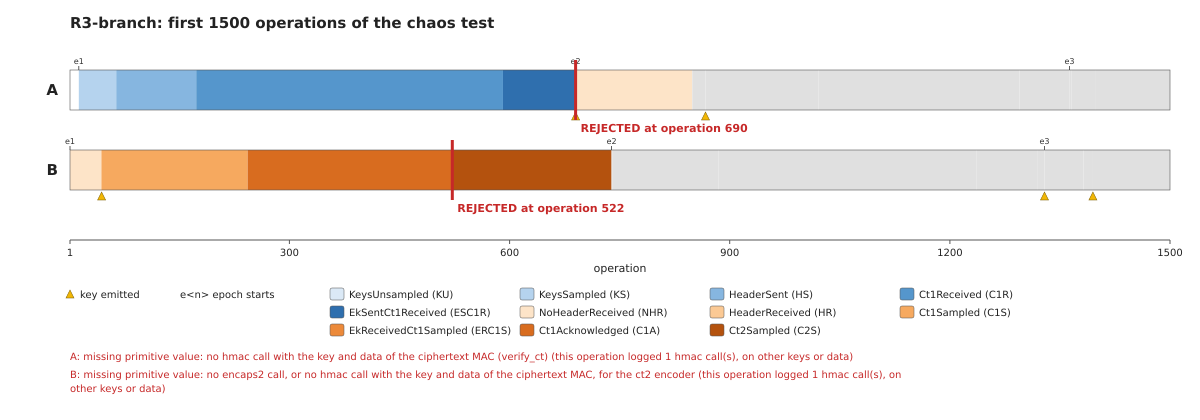 R3-branch: first 1500 operations of the chaos test
e1
e2
e3
A
REJECTED at operation 690
e1
e2
e3
B
REJECTED at operation 522
1
300
600
900
1200
1500
operation
key emitted
e<n> epoch starts
KeysUnsampled (KU)
KeysSampled (KS)
HeaderSent (HS)
Ct1Received (C1R)
EkSentCt1Received (ESC1R)
NoHeaderReceived (NHR)
HeaderReceived (HR)
Ct1Sampled (C1S)
EkReceivedCt1Sampled (ERC1S)
Ct1Acknowledged (C1A)
Ct2Sampled (C2S)
A: missing primitive value: no hmac call with the key and data of the ciphertext MAC (verify_ct) (this operation logged 1 hmac call(s), on other keys or data)
B: missing primitive value: no encaps2 call, or no hmac call with the key and data of the ciphertext MAC, for the ct2 encoder (this operation logged 1 hmac call(s), on
other keys or data)